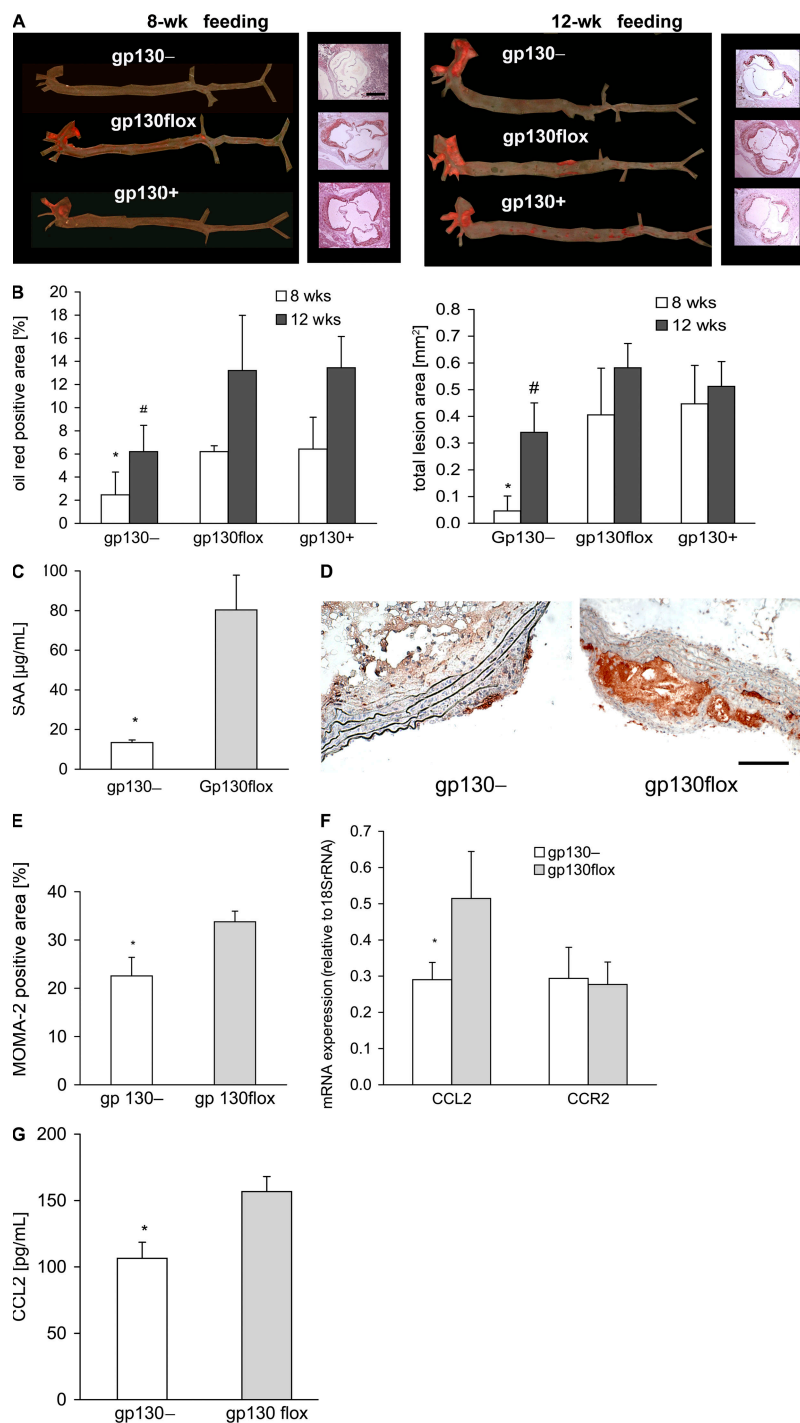 A
8-wk feeding
12-wk feeding
gp130–
gp130flox
gp130+
gp130–
gp130flox
gp130+
B
oil red positive area [%]
20
18
16
14
12
10
8
6
4
2
0
8 wks
12 wks
*
#
gp130–
gp130flox
gp130+
total lesion area [mm²]
0.8
0.7
0.6
0.5
0.4
0.3
0.2
0.1
0.0
8 wks
12 wks
*
#
Gp130–
gp130flox
gp130+
C
SAA [µg/mL]
100
80
60
40
20
0
*
gp130–
Gp130flox
D
gp130–
gp130flox
E
MOMA-2 positive area [%]
40
30
20
10
0
*
gp 130–
gp 130flox
F
mRNA experession (relative to18SrRNA)
0.7
0.6
0.5
0.4
0.3
0.2
0.1
0.0
gp130–
gp130flox
*
CCL2
CCR2
G
CCL2 [pg/mL]
200
150
100
50
0
*
gp130–
gp130 flox